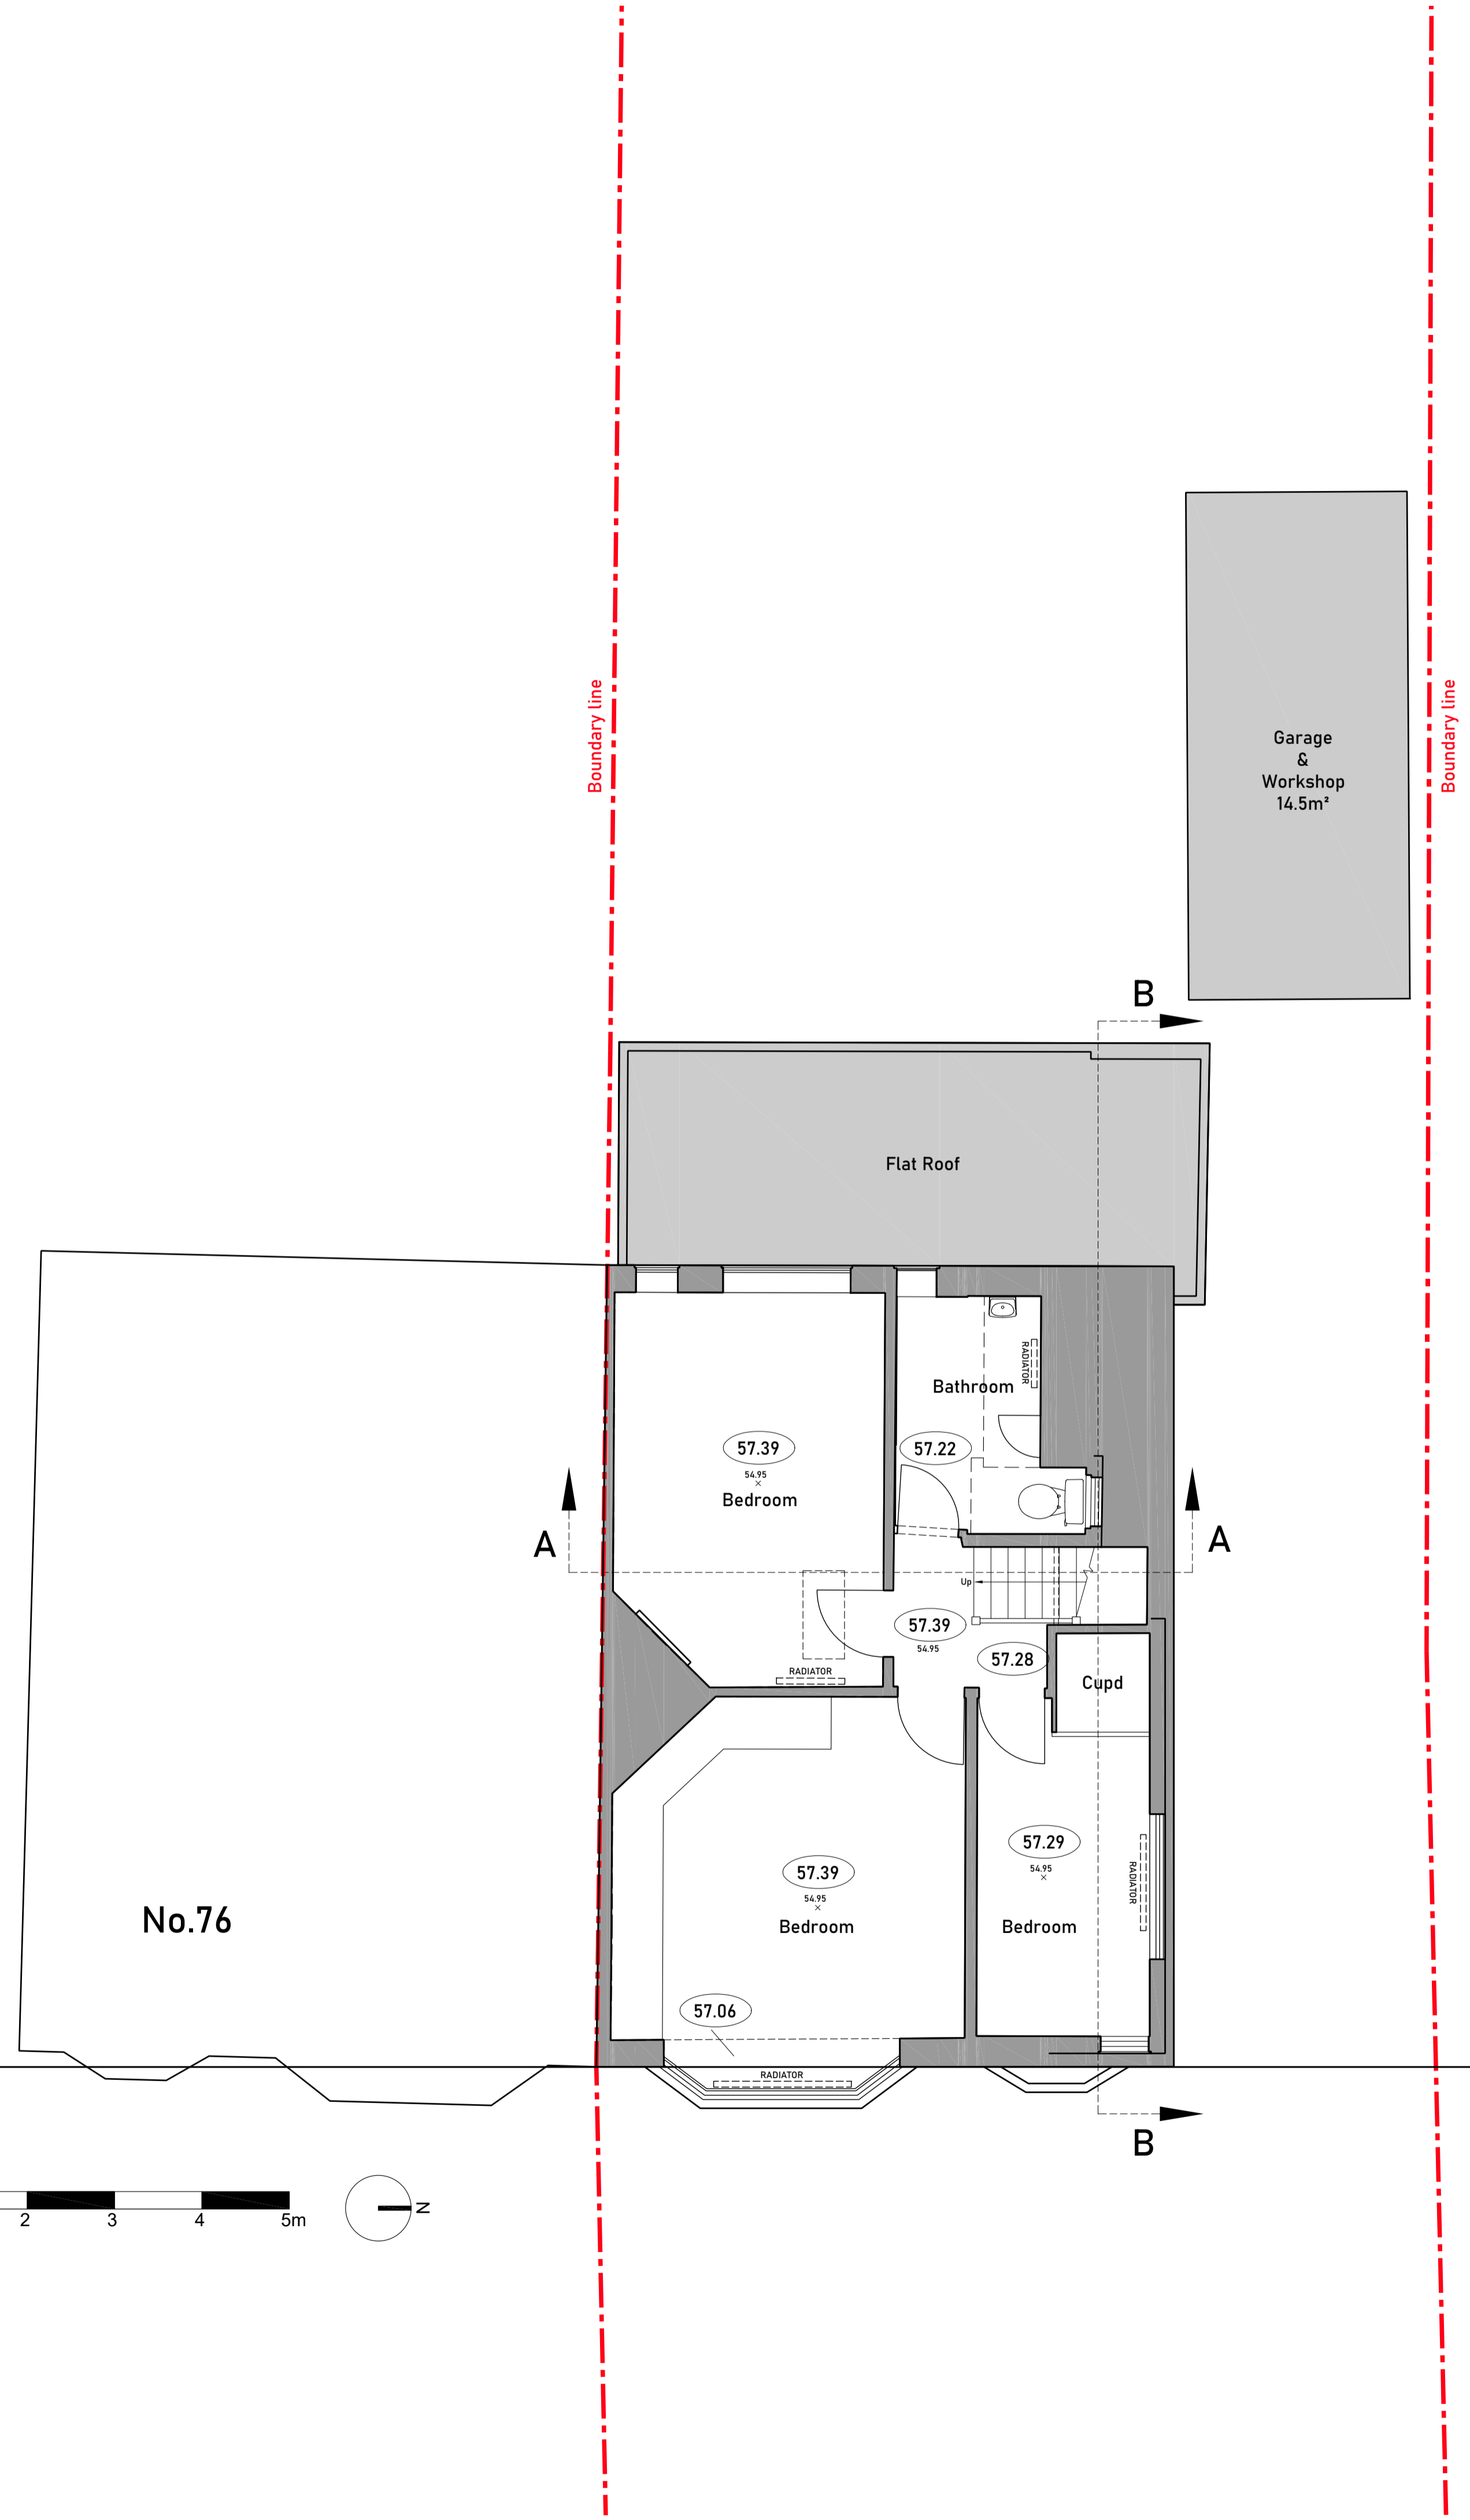 Boundary line
Boundary line
Garage
&
Workshop
14.5m²
B
Flat Roof
RADIATOR
Bathroom
57.39
57.22
54.95
Bedroom
A
A
Up
57.39
54.95
57.28
RADIATOR
Cupd
57.29
54.95
RADIATOR
57.39
54.95
Bedroom
Bedroom
No.76
57.06
RADIATOR
B
2
3
4
5m
N